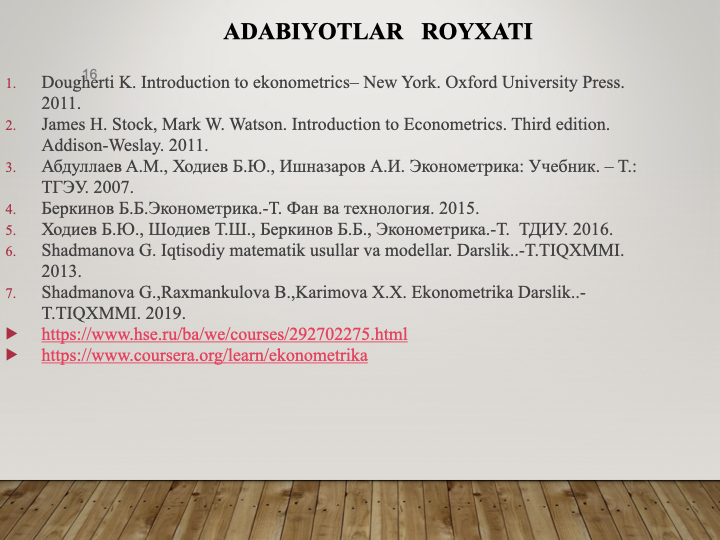 ADABIYOTLAR ROYXATI
16
1. Dougherti K. Introduction to ekonometrics– New York. Oxford University Press.
2011.
2. James H. Stock, Mark W. Watson. Introduction to Econometrics. Third edition.
Addison-Weslay. 2011.
3. Абдуллаев А.М., Ходиев Б.Ю., Ишназаров А.И. Эконометрика: Учебник. – Т.:
ТГЭУ. 2007.
4. Беркинов Б.Б.Эконометрика.-Т. Фан ва технология. 2015.
5. Ходиев Б.Ю., Шодиев Т.Ш., Беркинов Б.Б., Эконометрика.-Т. ТДИУ. 2016.
6. Shadmanova G. Iqtisodiy matematik usullar va modellar. Darslik..-T.TIQXMMI.
2013.
7. Shadmanova G.,Raxmankulova B.,Karimova X.X. Ekonometrika Darslik..-
T.TIQXMMI. 2019.
https://www.hse.ru/ba/we/courses/292702275.html
https://www.coursera.org/learn/ekonometrika